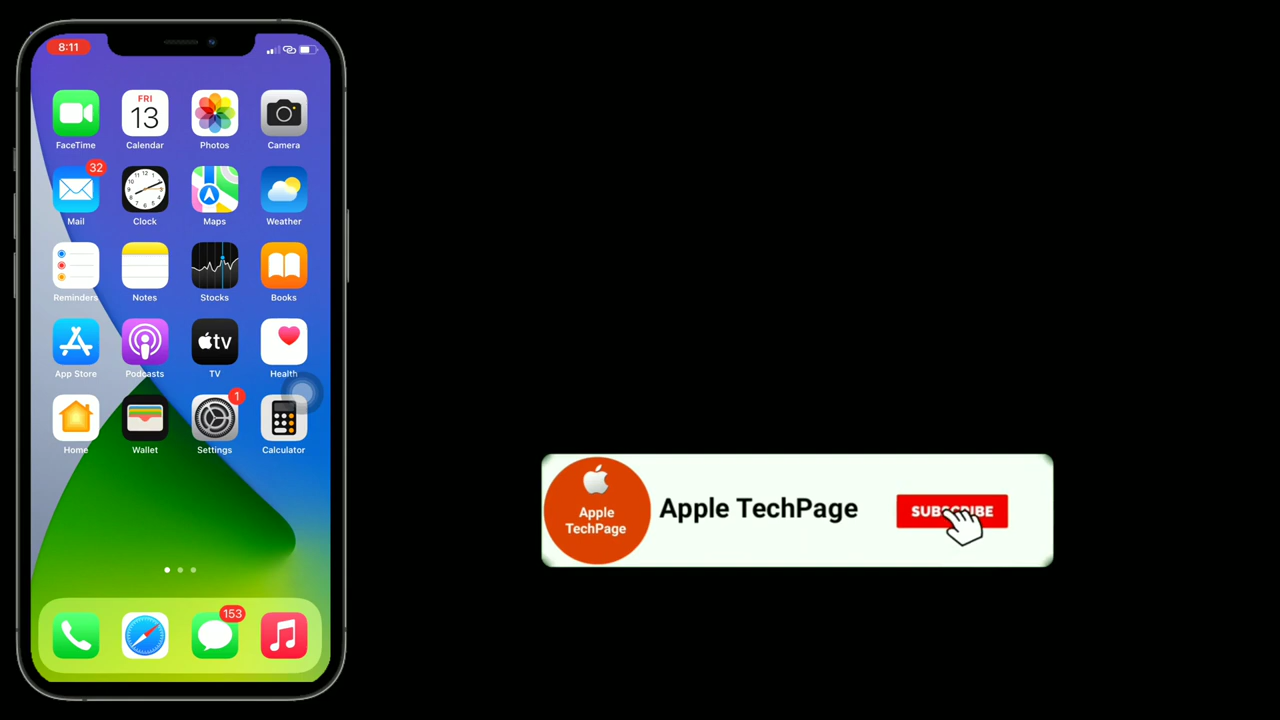 8:11
FRI
13
FaceTime
Calendar
Photos
Camera
32
Mail
Clock
Maps
Weather
Reminders
Notes
Stocks
Books
tv
App Store
Podcasts
TV
Health
1
Home
Wallet
Settings
Calculator
153
Apple
TechPage
Apple TechPage
SUBSCRIBE